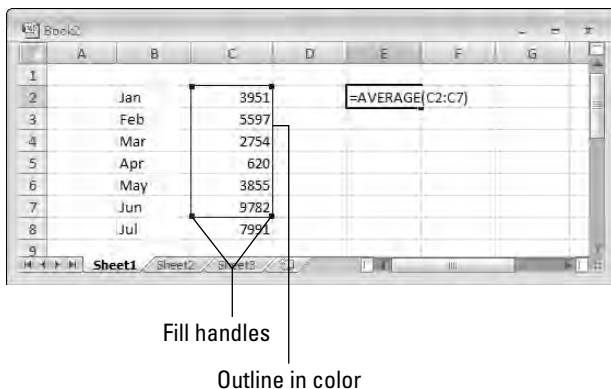 Book2
A B C D E F G
1
2 Jan 3951 =AVERAGE(C2:C7)
3 Feb 5597
4 Mar 2754
5 Apr 620
6 May 3855
7 Jun 9782
8 Jul 7991
9
Sheet1 Sheet2 Sheet3
Fill handles
Outline in color